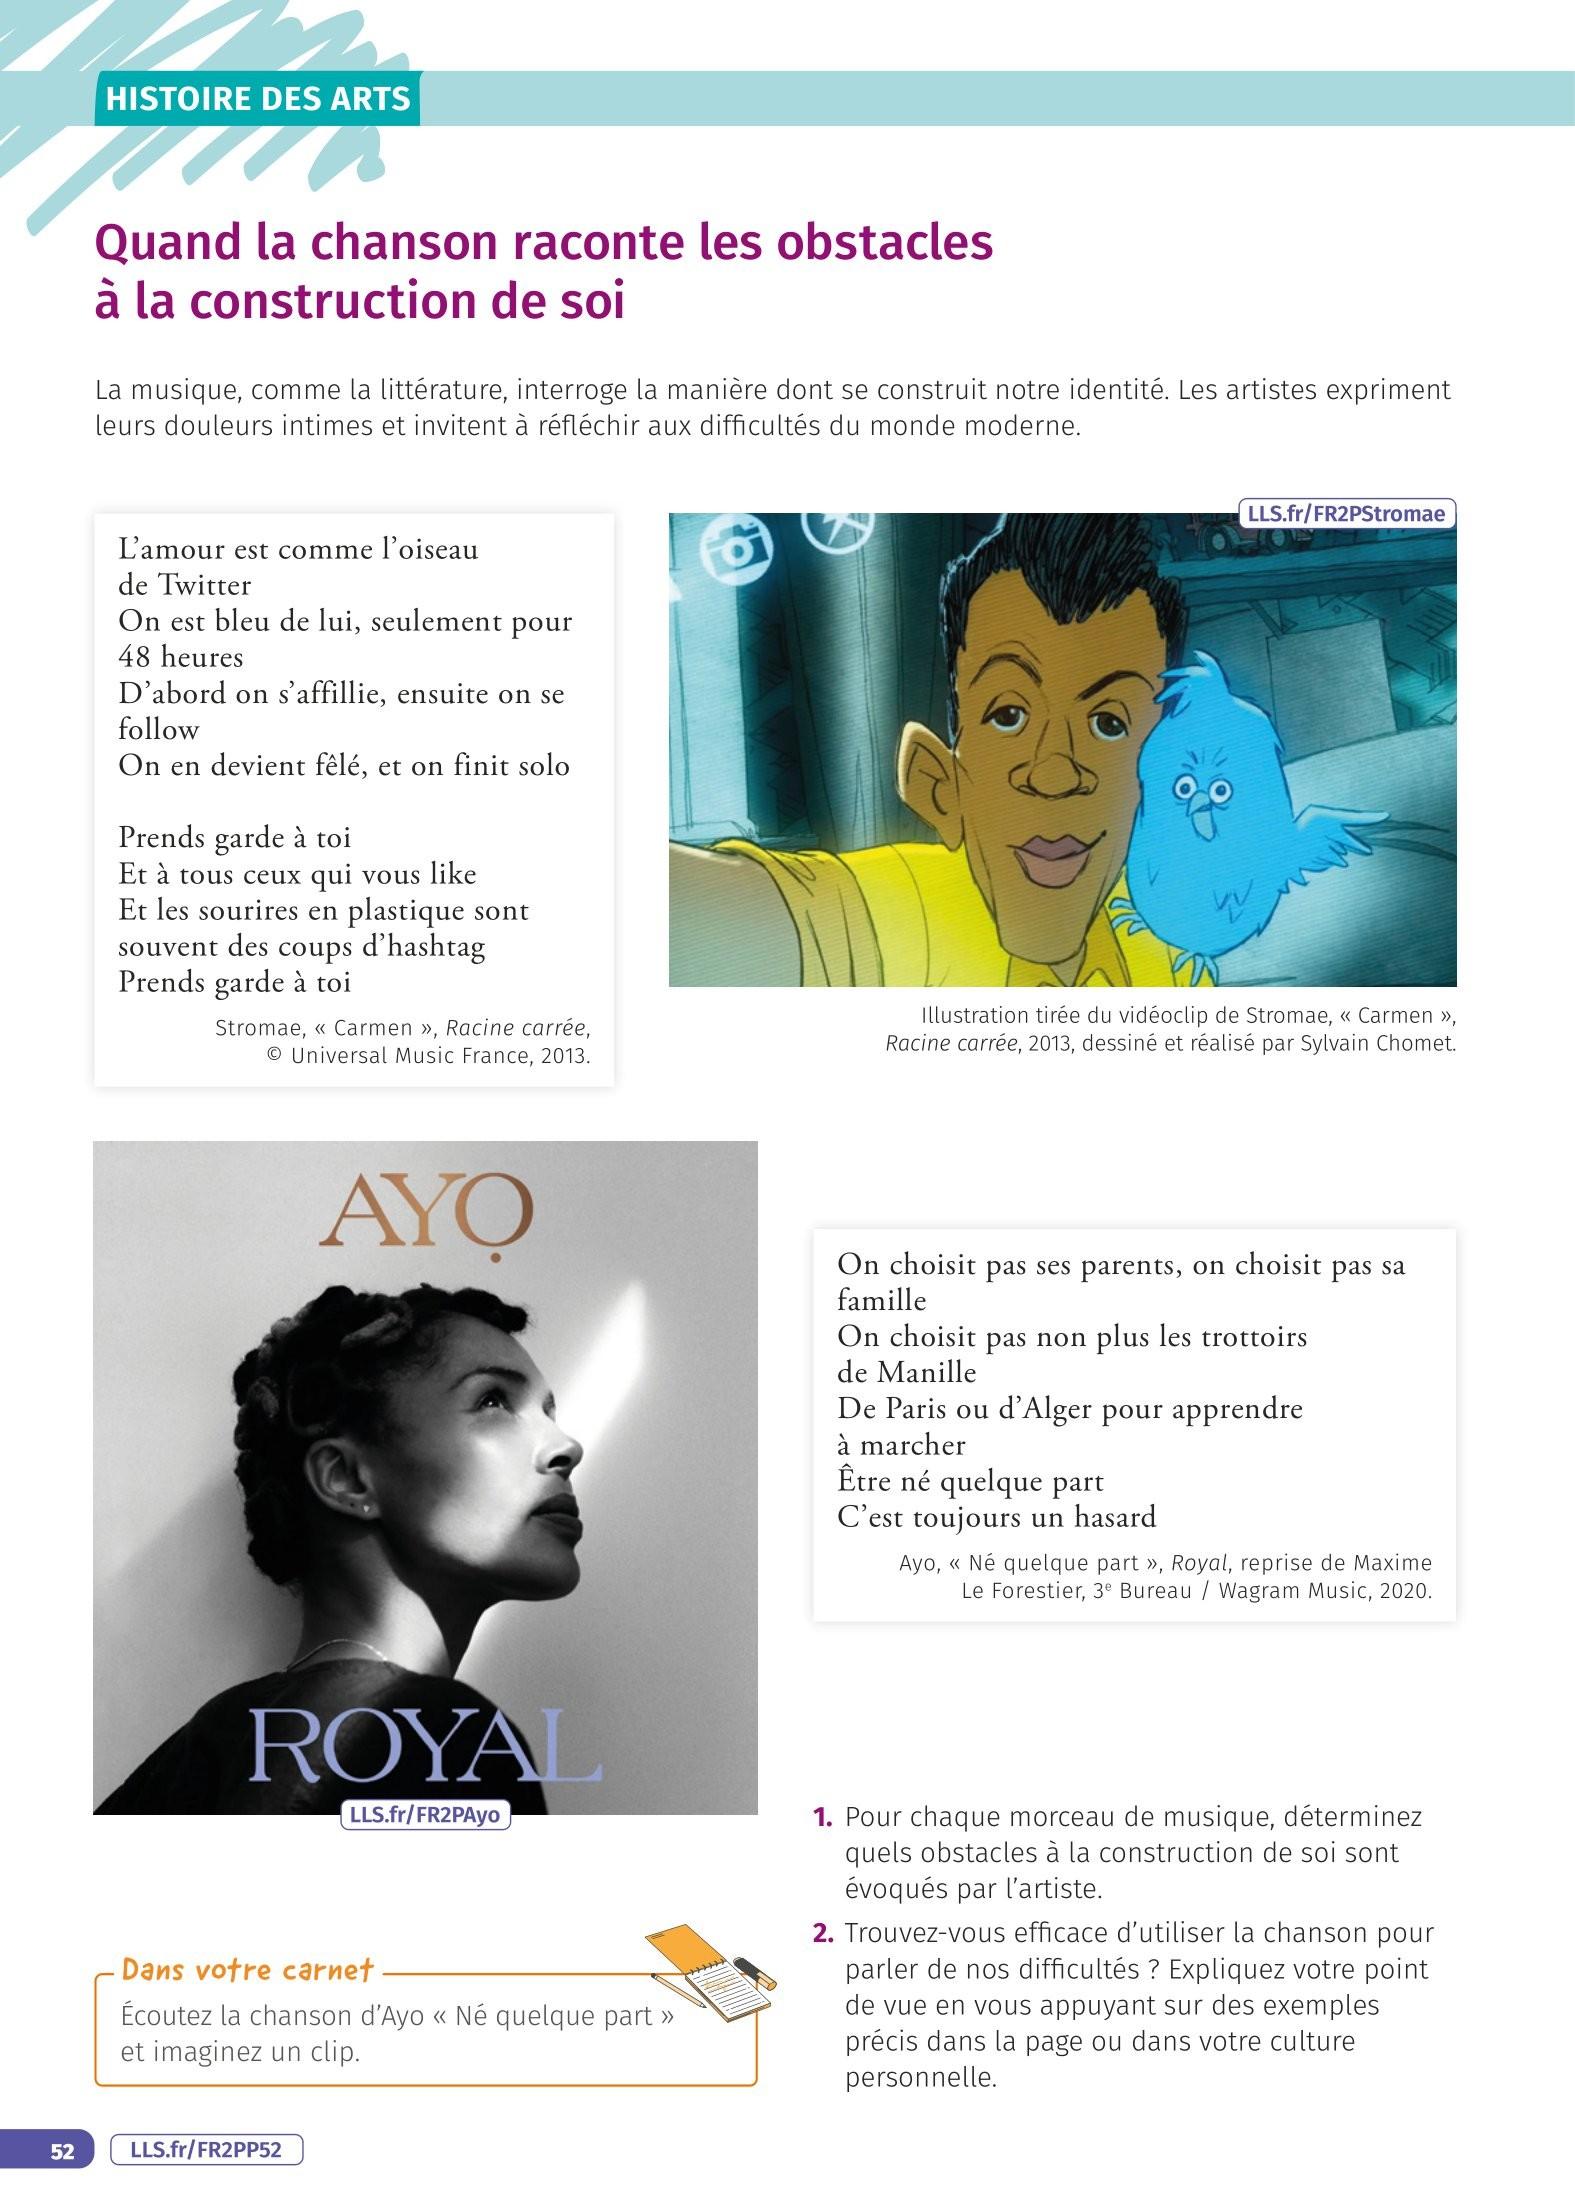 HISTOIRE DES ARTS
Quand la chanson raconte les obstacles
à la construction de soi
La musique, comme la littérature, interroge la manière dont se construit notre identité. Les artistes expriment
leurs douleurs intimes et invitent à réfléchir aux difficultés du monde moderne.
L'amour est comme l'oiseau
de Twitter
On est bleu de lui, seulement pour
48 heures
D'abord on s'affillie, ensuite on se
follow
On en devient fêlé, et on finit solo
Prends garde à toi
Et à tous ceux qui vous like
Et les sourires en plastique sont
souvent des coups d'hashtag
Prends garde à toi
Stromae, « Carmen », Racine carrée,
© Universal Music France, 2013.
LLS.fr/FR2PStromae
Illustration tirée du vidéoclip de Stromae, « Carmen »,
Racine carrée, 2013, dessiné et réalisé par Sylvain Chomet.
AYỌ
ROYAL
LLS.fr/FR2PAyo
On choisit pas ses parents, on choisit pas sa
famille
On choisit pas non plus les trottoirs
de Manille
De Paris ou d'Alger pour apprendre
à marcher
Être né quelque part
C'est toujours un hasard
Ayo, « Né quelque part », Royal, reprise de Maxime
Le Forestier, 3e Bureau / Wagram Music, 2020.
1. Pour chaque morceau de musique, déterminez
quels obstacles à la construction de soi sont
évoqués par l'artiste.
2. Trouvez-vous efficace d'utiliser la chanson pour
parler de nos difficultés ? Expliquez votre point
de vue en vous appuyant sur des exemples
précis dans la page ou dans votre culture
personnelle.
Dans votre carnet
Écoutez la chanson d'Ayo « Né quelque part »
et imaginez un clip.
52
LLS.fr/FR2PP52